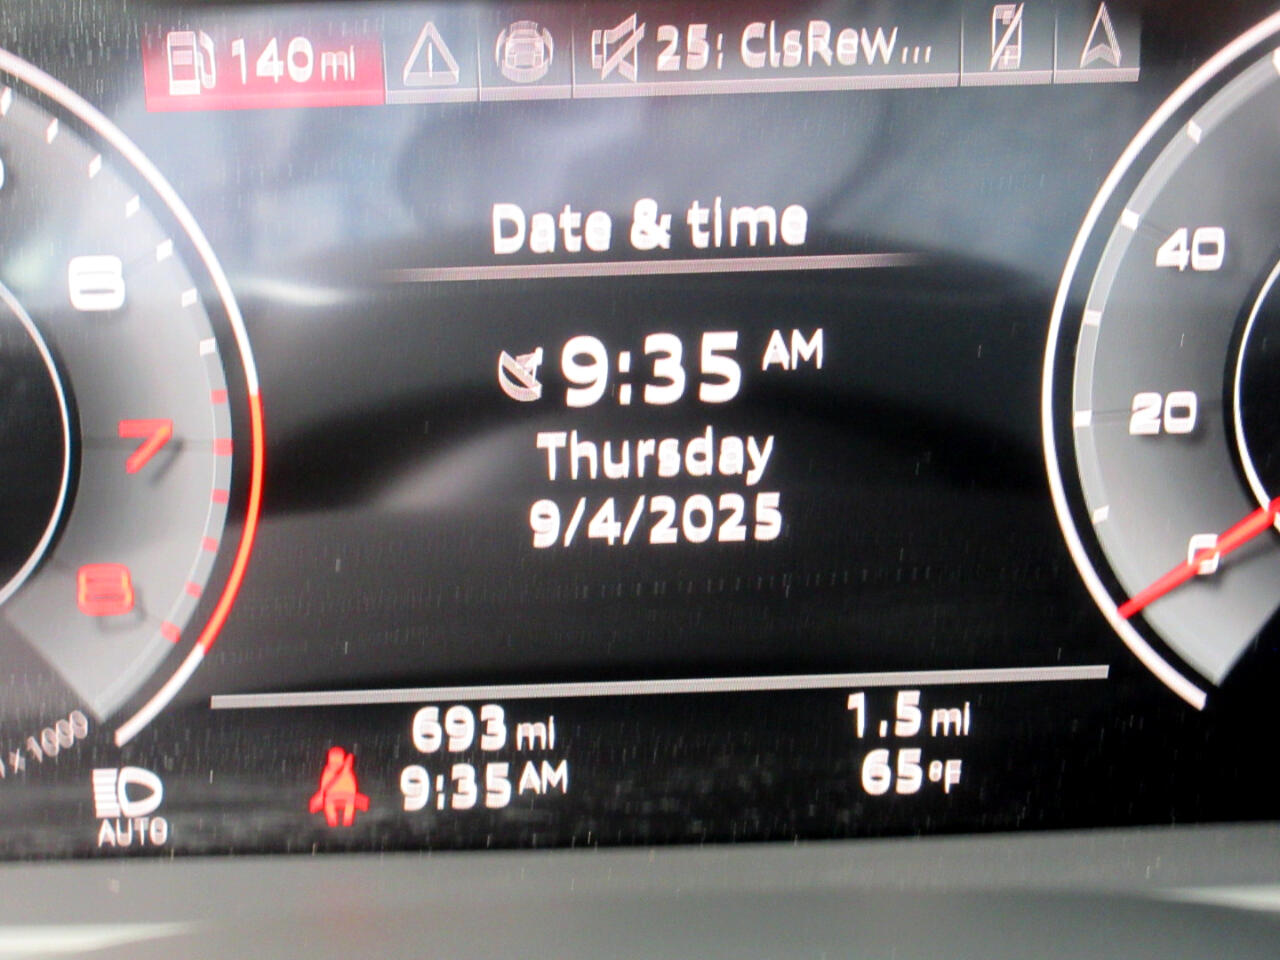 140 mi 25: ClsRew...
Date & time
9:35 AM
Thursday
9/4/2025
6
7
8
x 1000
40
20
0
693 mi 1.5 mi
9:35 AM 65 °F
AUTO